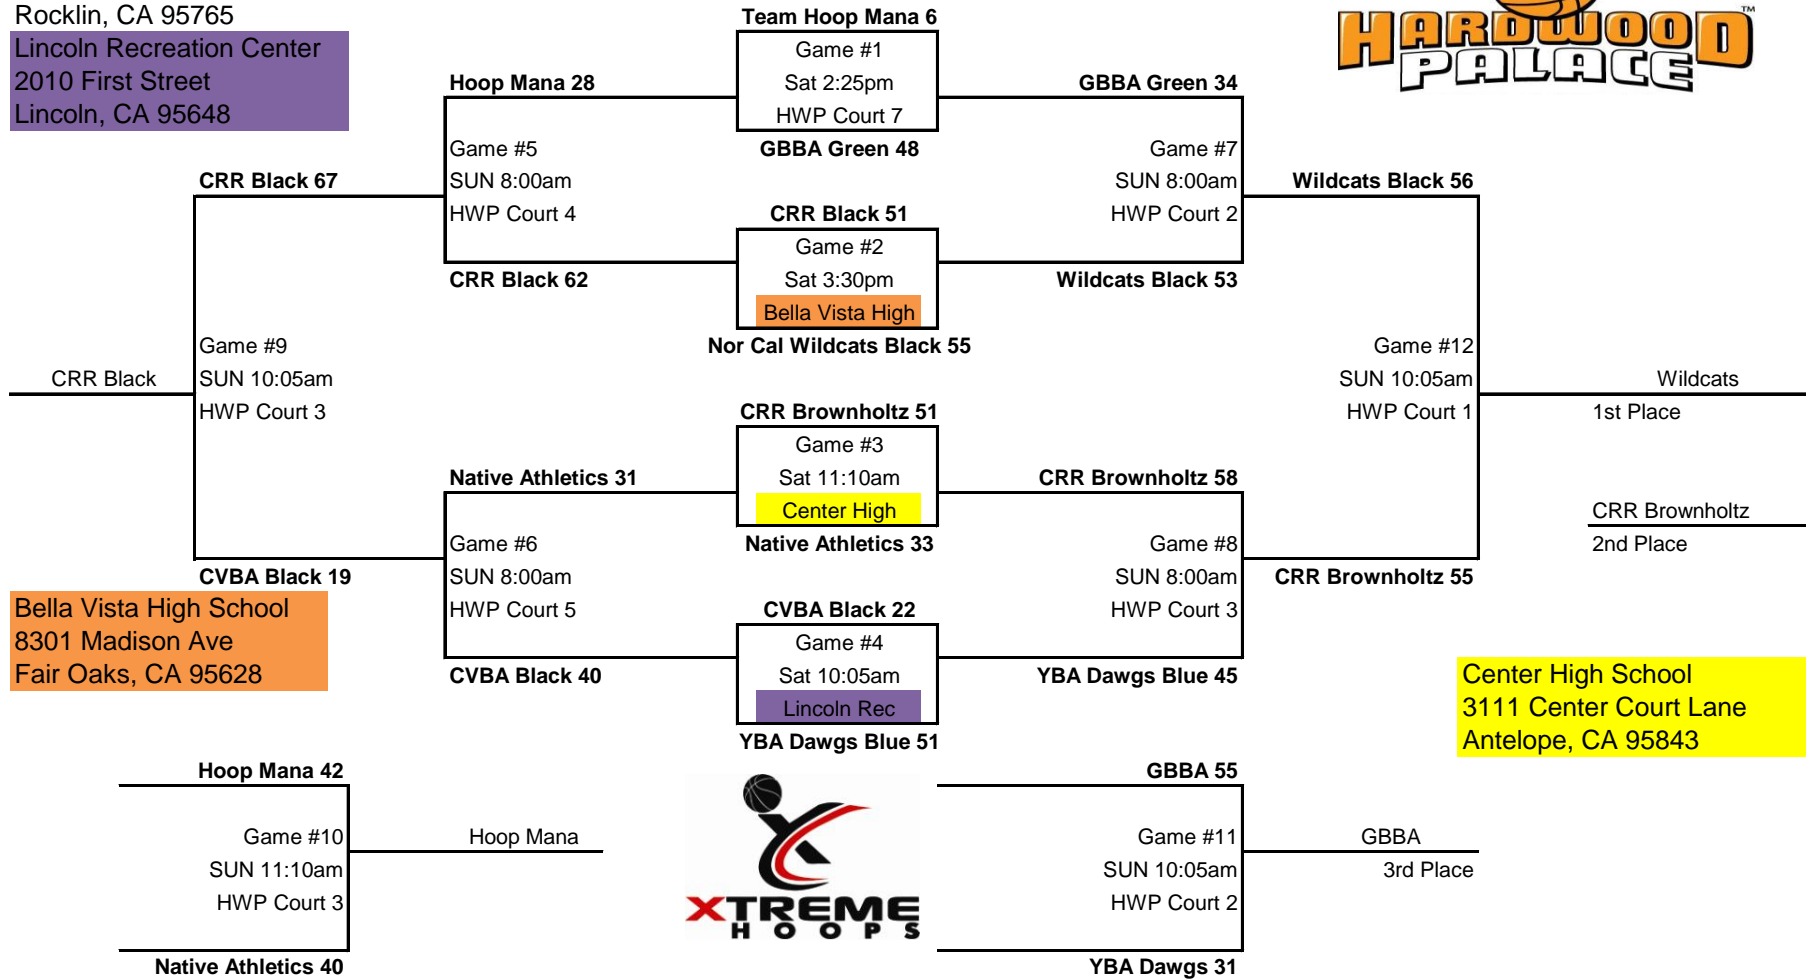 Rocklin, CA 95765
Lincoln Recreation Center
2010 First Street
Lincoln, CA 95648
HARDWOOD
PALACE
™
Team Hoop Mana 6
Game #1
Sat 2:25pm
HWP Court 7
GBBA Green 48
Hoop Mana 28
Game #5
SUN 8:00am
HWP Court 4
CRR Black 62
GBBA Green 34
Game #7
SUN 8:00am
HWP Court 2
Wildcats Black 53
CRR Black 51
Game #2
Sat 3:30pm
Bella Vista High
Nor Cal Wildcats Black 55
CRR Black 67
Game #9
SUN 10:05am
HWP Court 3
CVBA Black 19
CRR Black
Wildcats Black 56
Game #12
SUN 10:05am
HWP Court 1
CRR Brownholtz 55
Wildcats
1st Place
CRR Brownholtz
2nd Place
CRR Brownholtz 51
Game #3
Sat 11:10am
Center High
Native Athletics 33
Native Athletics 31
Game #6
SUN 8:00am
HWP Court 5
CVBA Black 40
CRR Brownholtz 58
Game #8
SUN 8:00am
HWP Court 3
YBA Dawgs Blue 45
CVBA Black 22
Game #4
Sat 10:05am
Lincoln Rec
YBA Dawgs Blue 51
Bella Vista High School
8301 Madison Ave
Fair Oaks, CA 95628
Center High School
3111 Center Court Lane
Antelope, CA 95843
Hoop Mana 42
Game #10
SUN 11:10am
HWP Court 3
Native Athletics 40
Hoop Mana
XTREME
HOOPS
GBBA 55
Game #11
SUN 10:05am
HWP Court 2
YBA Dawgs 31
GBBA
3rd Place